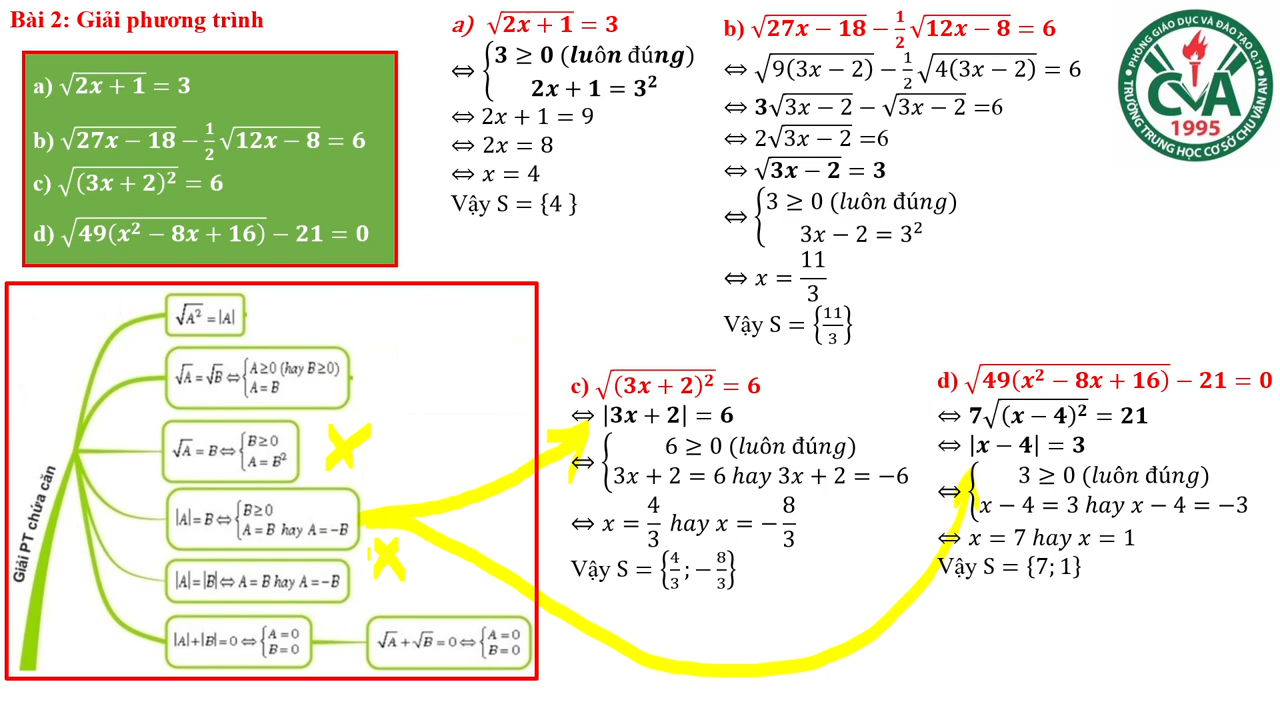 Bài 2: Giải phương trình
a) √(2x + 1) = 3
b) √(27x − 18) − 1/2 √(12x − 8) = 6
c) √((3x + 2)²) = 6
d) √(49(x² − 8x + 16)) − 21 = 0
Giải PT chứa căn
√(A²) = |A|
√A = √B ⇔ { A ≥ 0 (hay B ≥ 0)
A = B
√A = B ⇔ { B ≥ 0
A = B²
|A| = B ⇔ { B ≥ 0
A = B hay A = −B
|A| = |B| ⇔ A = B hay A = −B
|A| + |B| = 0 ⇔ { A = 0
B = 0
√A + √B = 0 ⇔ { A = 0
B = 0
a) √(2x + 1) = 3
⇔ { 3 ≥ 0 (luôn đúng)
2x + 1 = 3²
⇔ 2x + 1 = 9
⇔ 2x = 8
⇔ x = 4
Vậy S = {4 }
b) √(27x − 18) − 1/2 √(12x − 8) = 6
⇔ √(9(3x − 2)) − 1/2 √(4(3x − 2)) = 6
⇔ 3√(3x − 2) − √(3x − 2) =6
⇔ 2√(3x − 2) =6
⇔ √(3x − 2) = 3
⇔ { 3 ≥ 0 (luôn đúng)
3x − 2 = 3²
⇔ x = 11/3
Vậy S = {11/3}
c) √((3x + 2)²) = 6
⇔ |3x + 2| = 6
⇔ { 6 ≥ 0 (luôn đúng)
3x + 2 = 6 hay 3x + 2 = −6
⇔ x = 4/3 hay x = − 8/3
Vậy S = {4/3 ; − 8/3}
d) √(49(x² − 8x + 16)) − 21 = 0
⇔ 7√((x − 4)²) = 21
⇔ |x − 4| = 3
⇔ { 3 ≥ 0 (luôn đúng)
x − 4 = 3 hay x − 4 = −3
⇔ x = 7 hay x = 1
Vậy S = {7; 1}
PHÒNG GIÁO DỤC VÀ ĐÀO TẠO Q.11
CVA
1995
TRƯỜNG TRUNG HỌC CƠ SỞ CHU VĂN AN